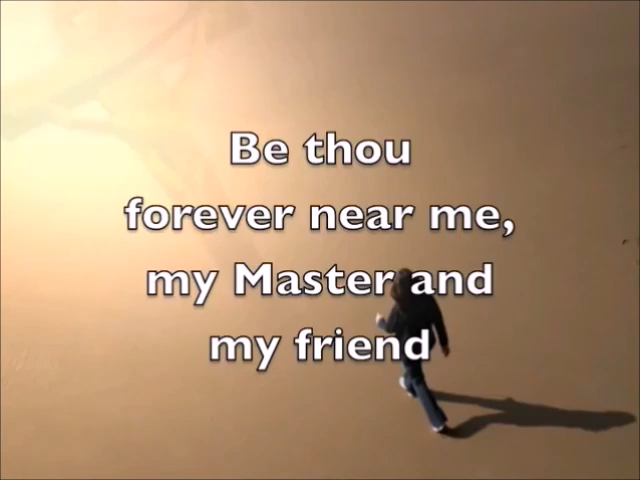 Be thou
forever near me,
my Master and
my friend